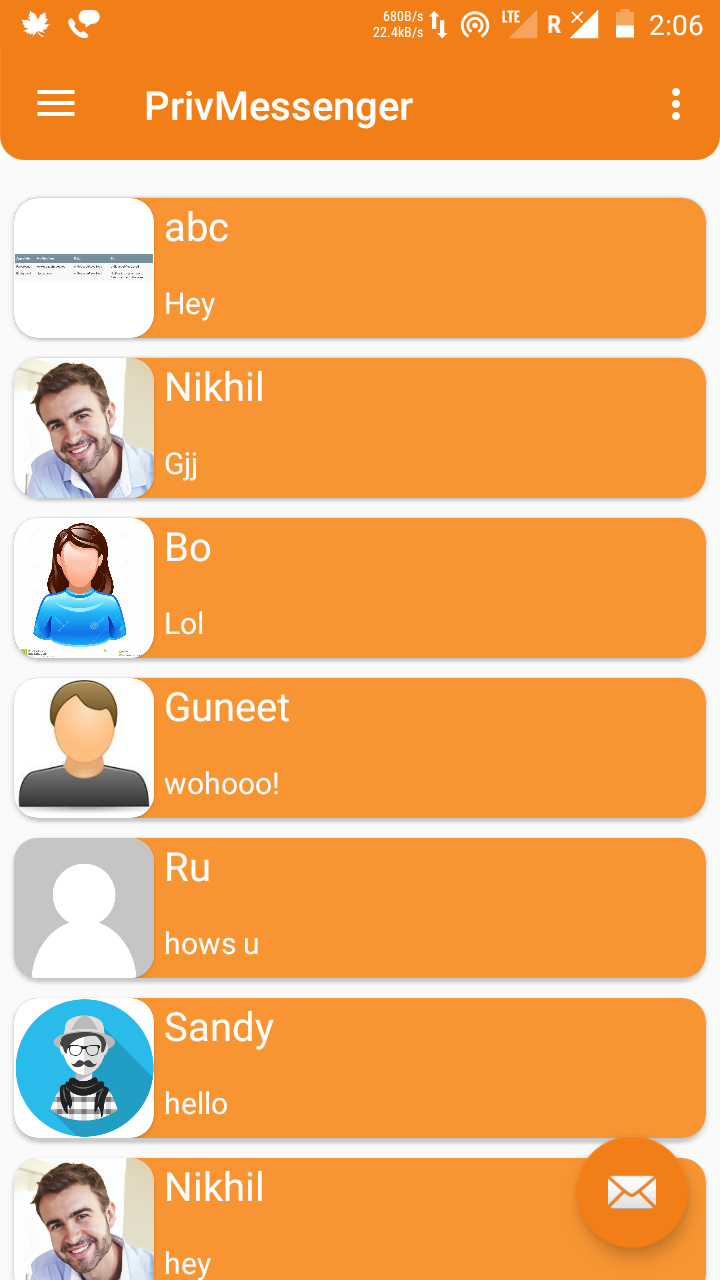 680B/s
22.4kB/s
LTE
R
2:06
PrivMessenger
abc
Hey
Nikhil
Gjj
Bo
Lol
Guneet
wohooo!
Ru
hows u
Sandy
hello
Nikhil
hey